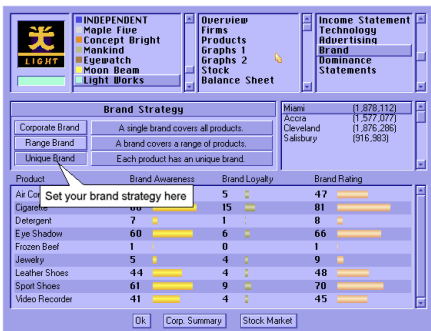 INDEPENDENT
Maple Five
Concept Bright
Mankind
Eyewatch
Moon Beam
Light Works
Overview
Firms
Products
Graphs 1
Graphs 2
Stock
Balance Sheet
Income Statement
Technology
Advertising
Brand
Dominance
Statements
LIGHT
Brand Strategy
Corporate Brand A single brand covers all products.
Range Brand A brand covers a range of products.
Unique Brand Each product has an unique brand.
Miami (1,878,112)
Accra (1,577,077)
Cleveland (1,876,286)
Salisbury (916,983)
Set your brand strategy here
Product Brand Awareness Brand Loyalty Brand Rating
Air Con 5 47
Cigarette 15 81
Detergent 7 1 8
Eye Shadow 60 6 66
Frozen Beef 1 0 1
Jewelry 5 4 9
Leather Shoes 44 4 48
Sport Shoes 61 9 70
Video Recorder 41 4 45
Ok Corp. Summary Stock Market